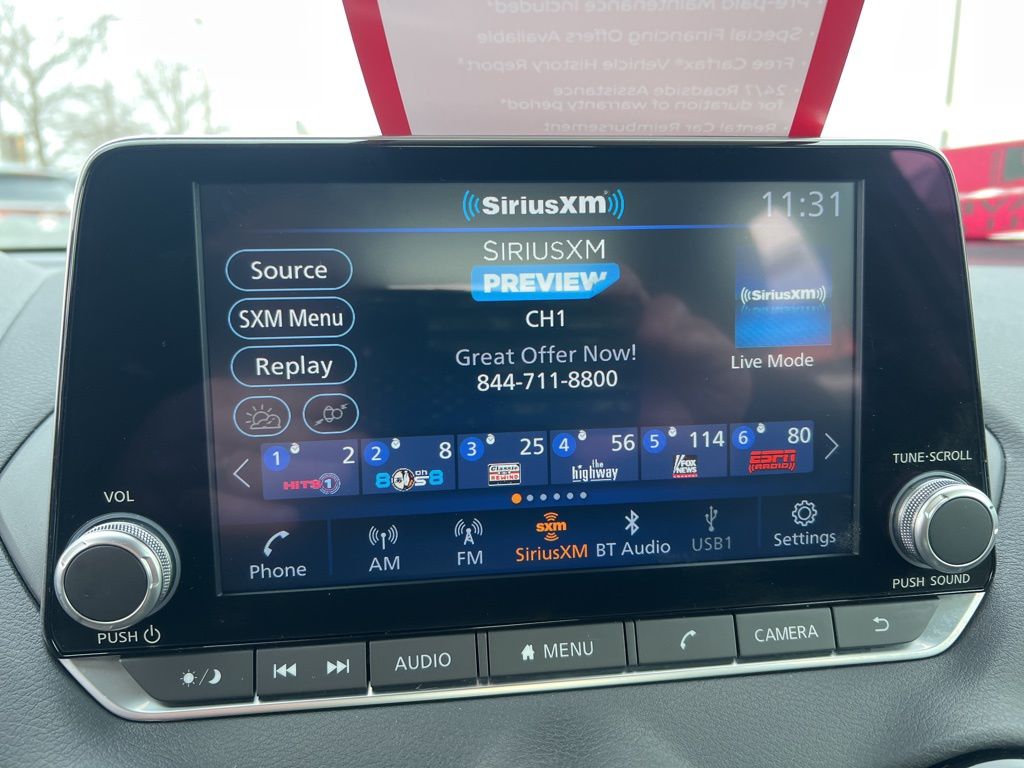 • Pre-paid Maintenance Included*
• Special Financing Offers Available
• Free Carfax® Vehicle History Report
• 24/7 Roadside Assistance
for duration of warranty period*
• Rental Car Reimbursement
SiriusXM
11:31
SIRIUSXM
PREVIEW
CH1
Great Offer Now!
844-711-8800
Source
SXM Menu
Replay
SiriusXM
Live Mode
1 2
HITS 1
2 8
80s on 8
3 25
Classic REWIND
4 56
the highway
5 114
FOX NEWS
6 80
ESPN RADIO
Phone
AM
FM
sxm
SiriusXM
BT Audio
USB1
Settings
VOL
PUSH
TUNE·SCROLL
PUSH SOUND
AUDIO
MENU
CAMERA